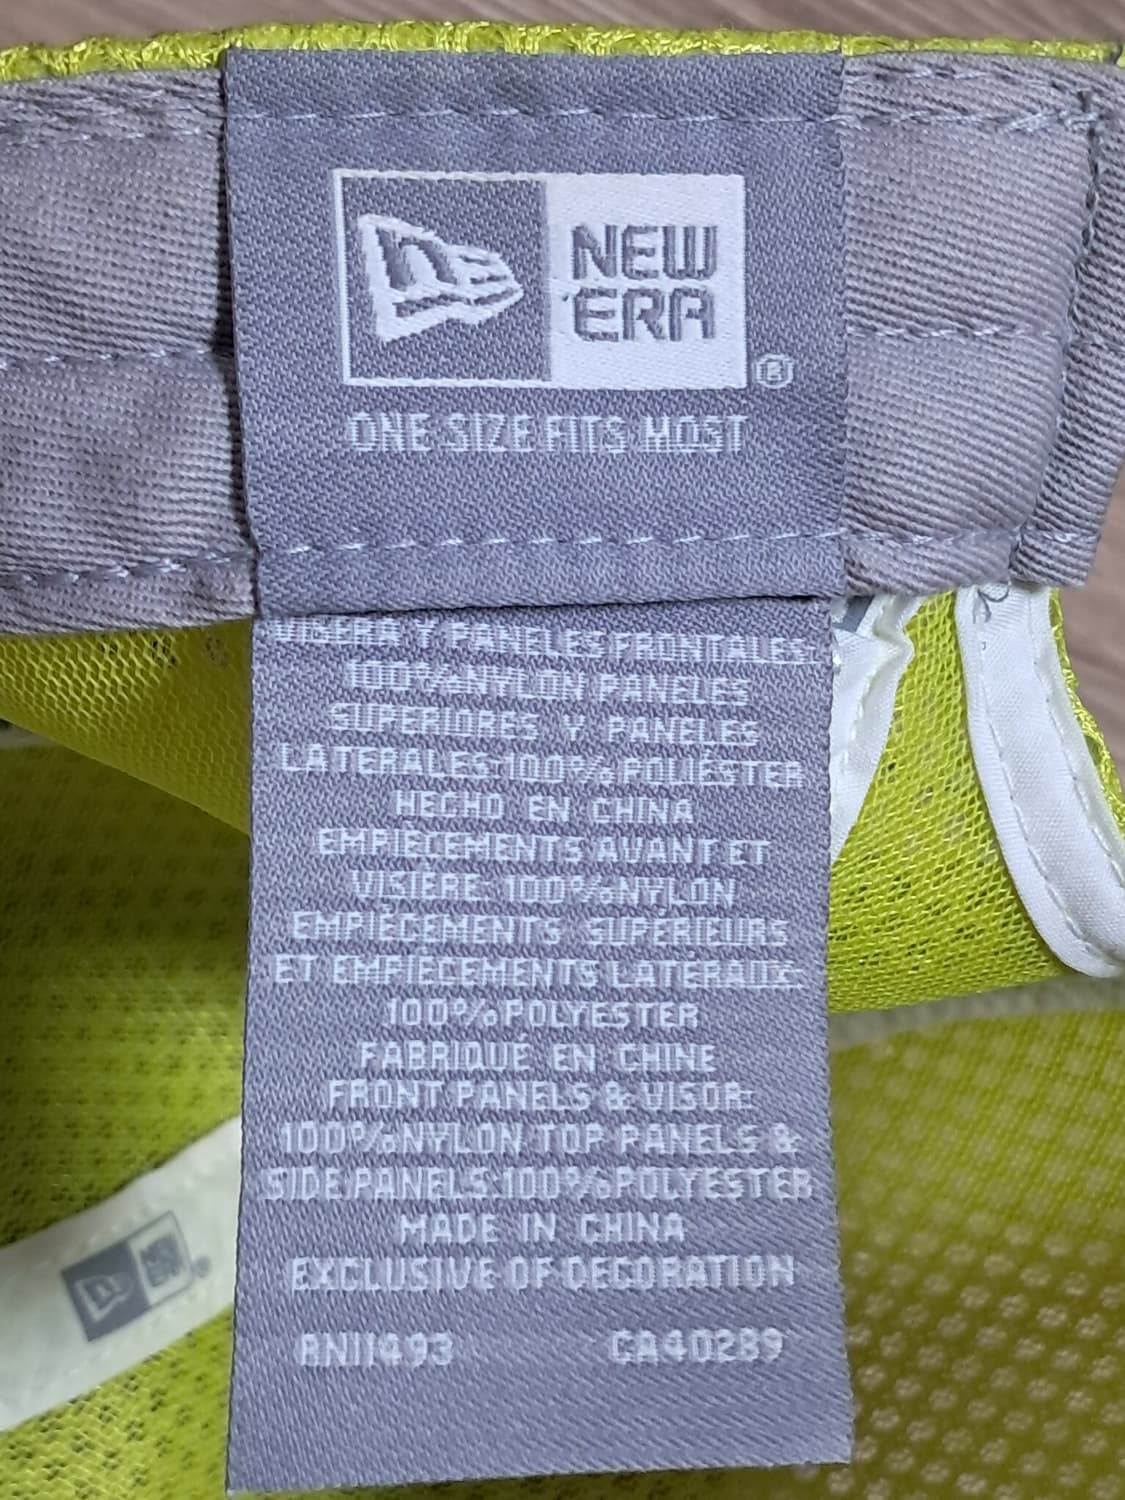 NEW
ERA
®
ONE SIZE FITS MOST
VISERA Y PANELES FRONTALES:
100%NYLON PANELES
SUPERIORES Y PANELES
LATERALES:100%POLIÉSTER
HECHO EN CHINA
EMPIÈCEMENTS AVANT ET
VISIÈRE: 100%NYLON
EMPIÈCEMENTS SUPÉRIEURS
ET EMPIÈCEMENTS LATÉRAUX:
100%POLYESTER
FABRIQUÉ EN CHINE
FRONT PANELS & VISOR:
100%NYLON TOP PANELS &
SIDE PANELS:100%POLYESTER
MADE IN CHINA
EXCLUSIVE OF DECORATION
RN11493 CA40289
NEW
ERA
®